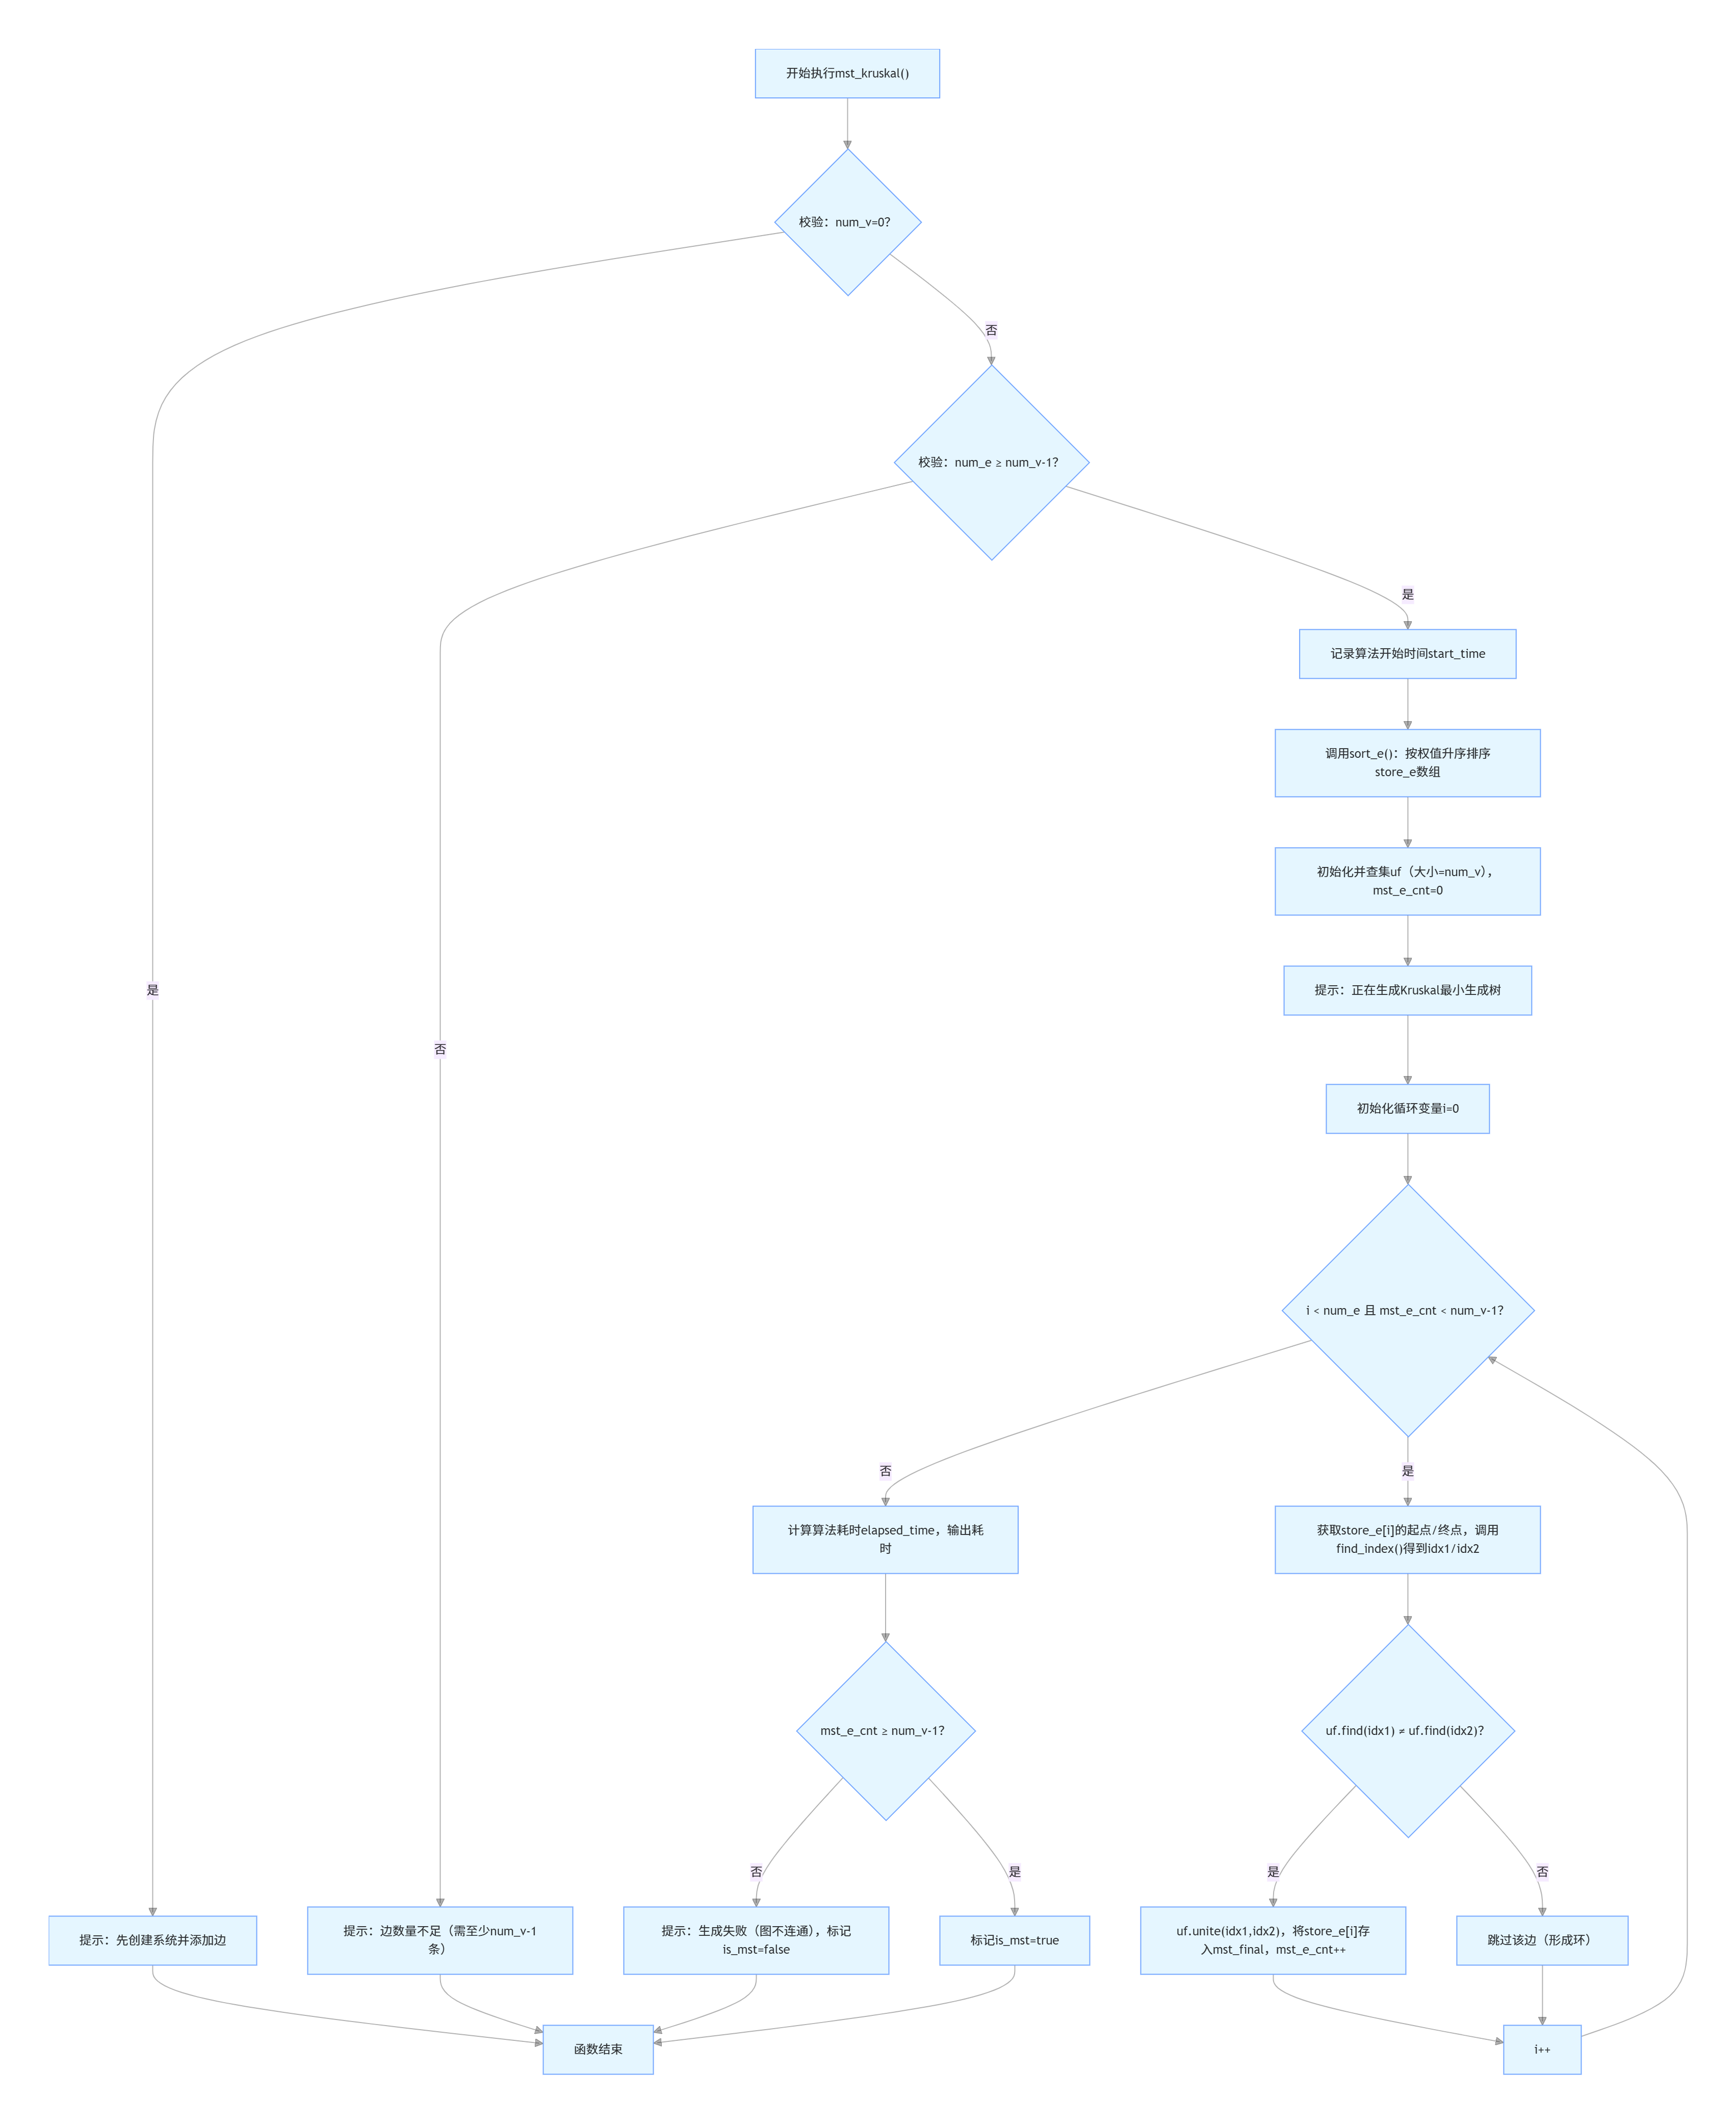 开始执行mst_kruskal()
校验：num_v=0?
否
校验：num_e ≥ num_v-1?
是
记录算法开始时间start_time
调用sort_e()：按权值升序排序
store_e数组
初始化并查集uf（大小=num_v），
mst_e_cnt=0
提示：正在生成Kruskal最小生成树
是
否
初始化循环变量i=0
i < num_e 且 mst_e_cnt < num_v-1?
否
是
计算算法耗时elapsed_time，输出耗
时
获取store_e[i]的起点/终点，调用
find_index()得到idx1/idx2
mst_e_cnt ≥ num_v-1?
uf.find(idx1) ≠ uf.find(idx2)?
否
是
是
否
提示：先创建系统并添加边
提示：边数量不足（需至少num_v-1
条）
提示：生成失败（图不连通），标记
is_mst=false
标记is_mst=true
uf.unite(idx1,idx2)，将store_e[i]存
入mst_final，mst_e_cnt++
跳过该边（形成环）
函数结束
i++